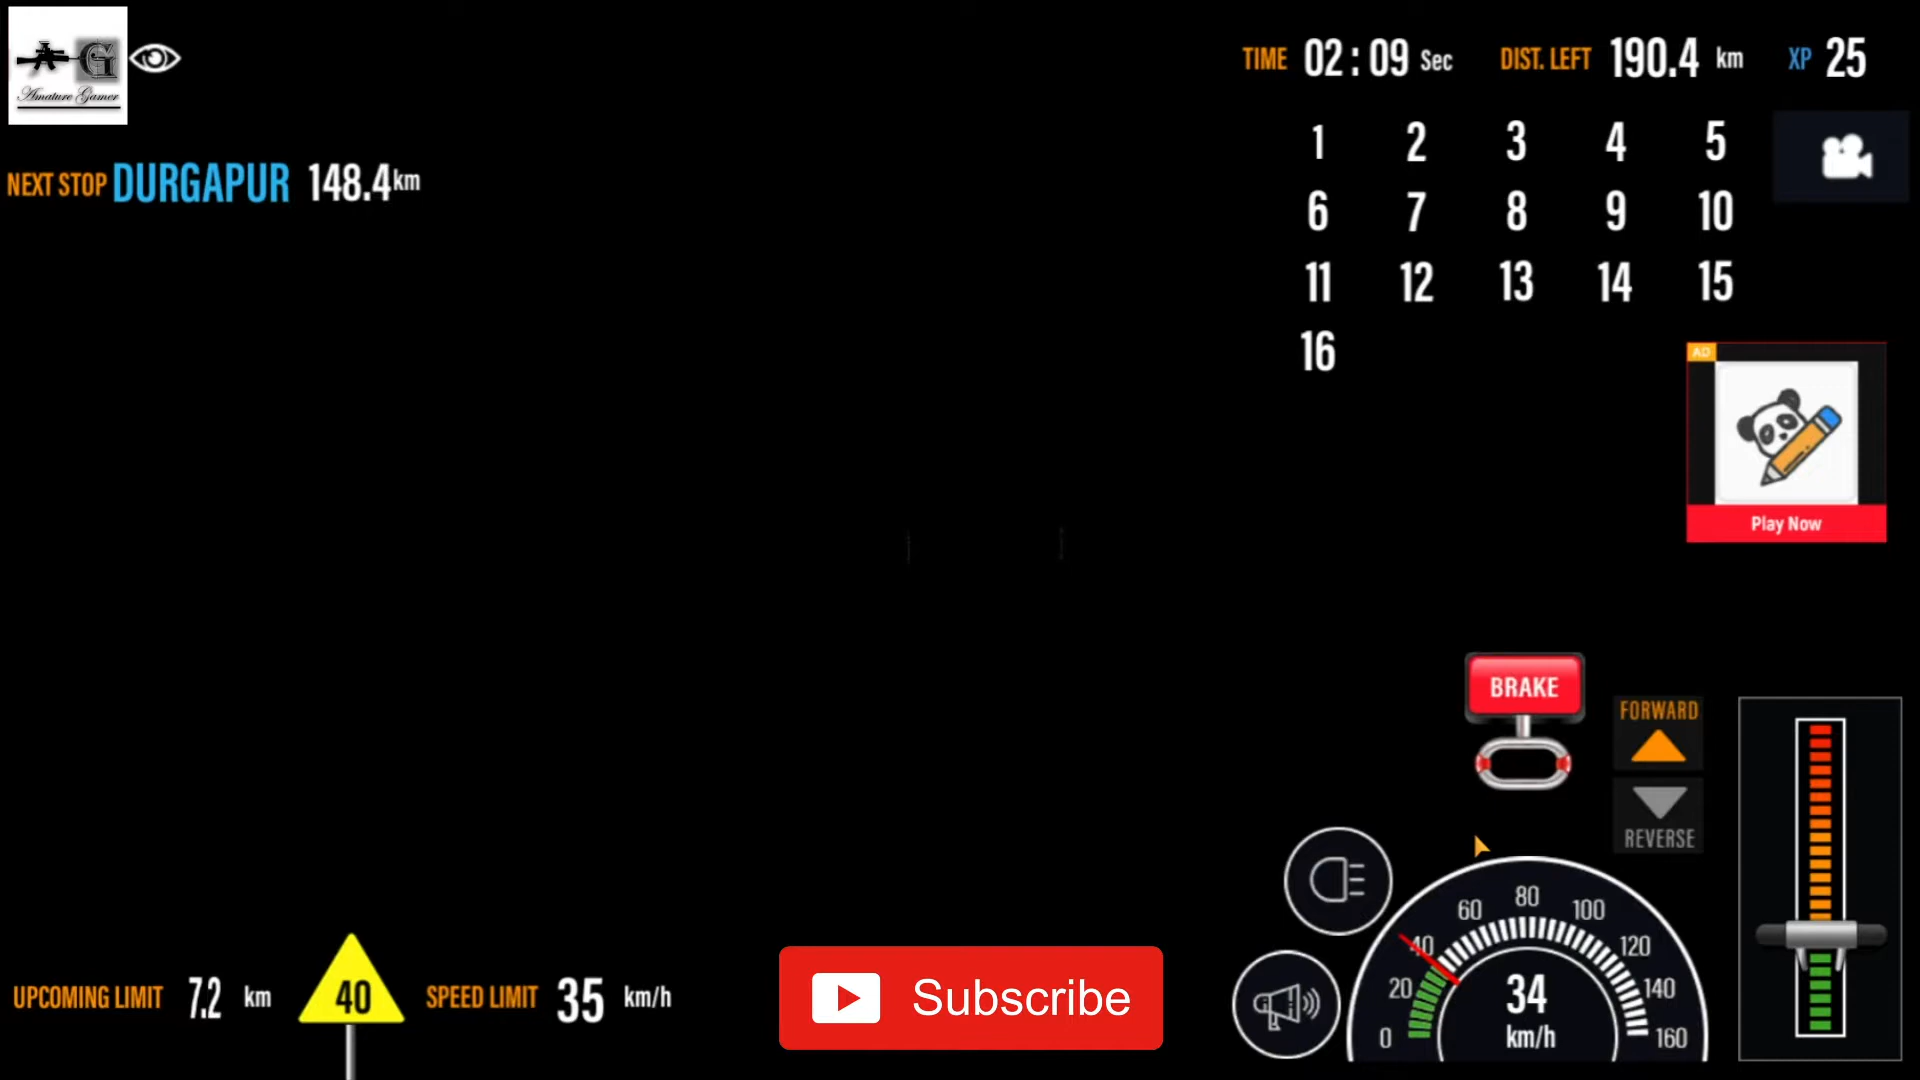 G
Amature Gamer
TIME 02 : 09 Sec DIST. LEFT 190.4 km XP 25
NEXT STOP DURGAPUR 148.4km
1 2 3 4 5
6 7 8 9 10
11 12 13 14 15
16
AD
Play Now
BRAKE
FORWARD
REVERSE
0 20 40 60 80 100 120 140 160
34
km/h
UPCOMING LIMIT 7.2 km 40 SPEED LIMIT 35 km/h
Subscribe